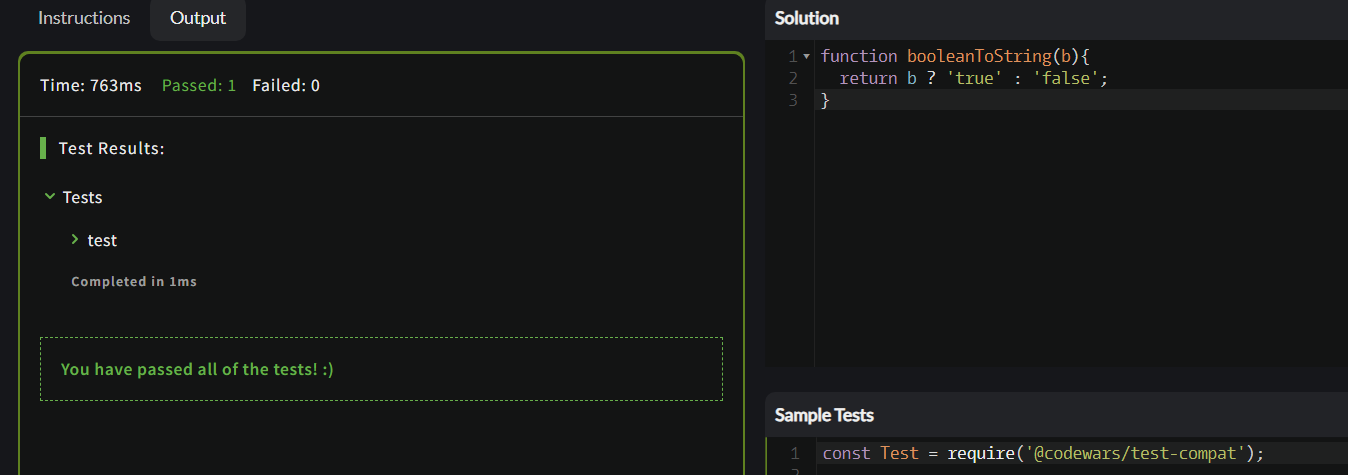 Instructions Output
Time: 763ms Passed: 1 Failed: 0
Test Results:
Tests
test
Completed in 1ms
You have passed all of the tests! :)
Solution
1 function booleanToString(b){
2   return b ? 'true' : 'false';
3 }
Sample Tests
1 const Test = require('@codewars/test-compat');
2